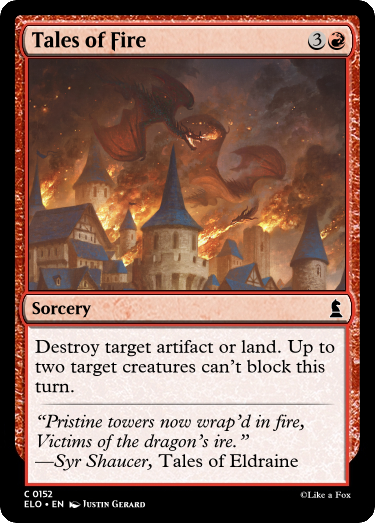 Tales of Fire 3
Sorcery
Destroy target artifact or land. Up to
two target creatures can't block this
turn.
“Pristine towers now wrap'd in fire,
Victims of the dragon's ire.”
—Syr Shaucer, Tales of Eldraine
C 0152
ELO • EN Justin Gerard
©Like a Fox